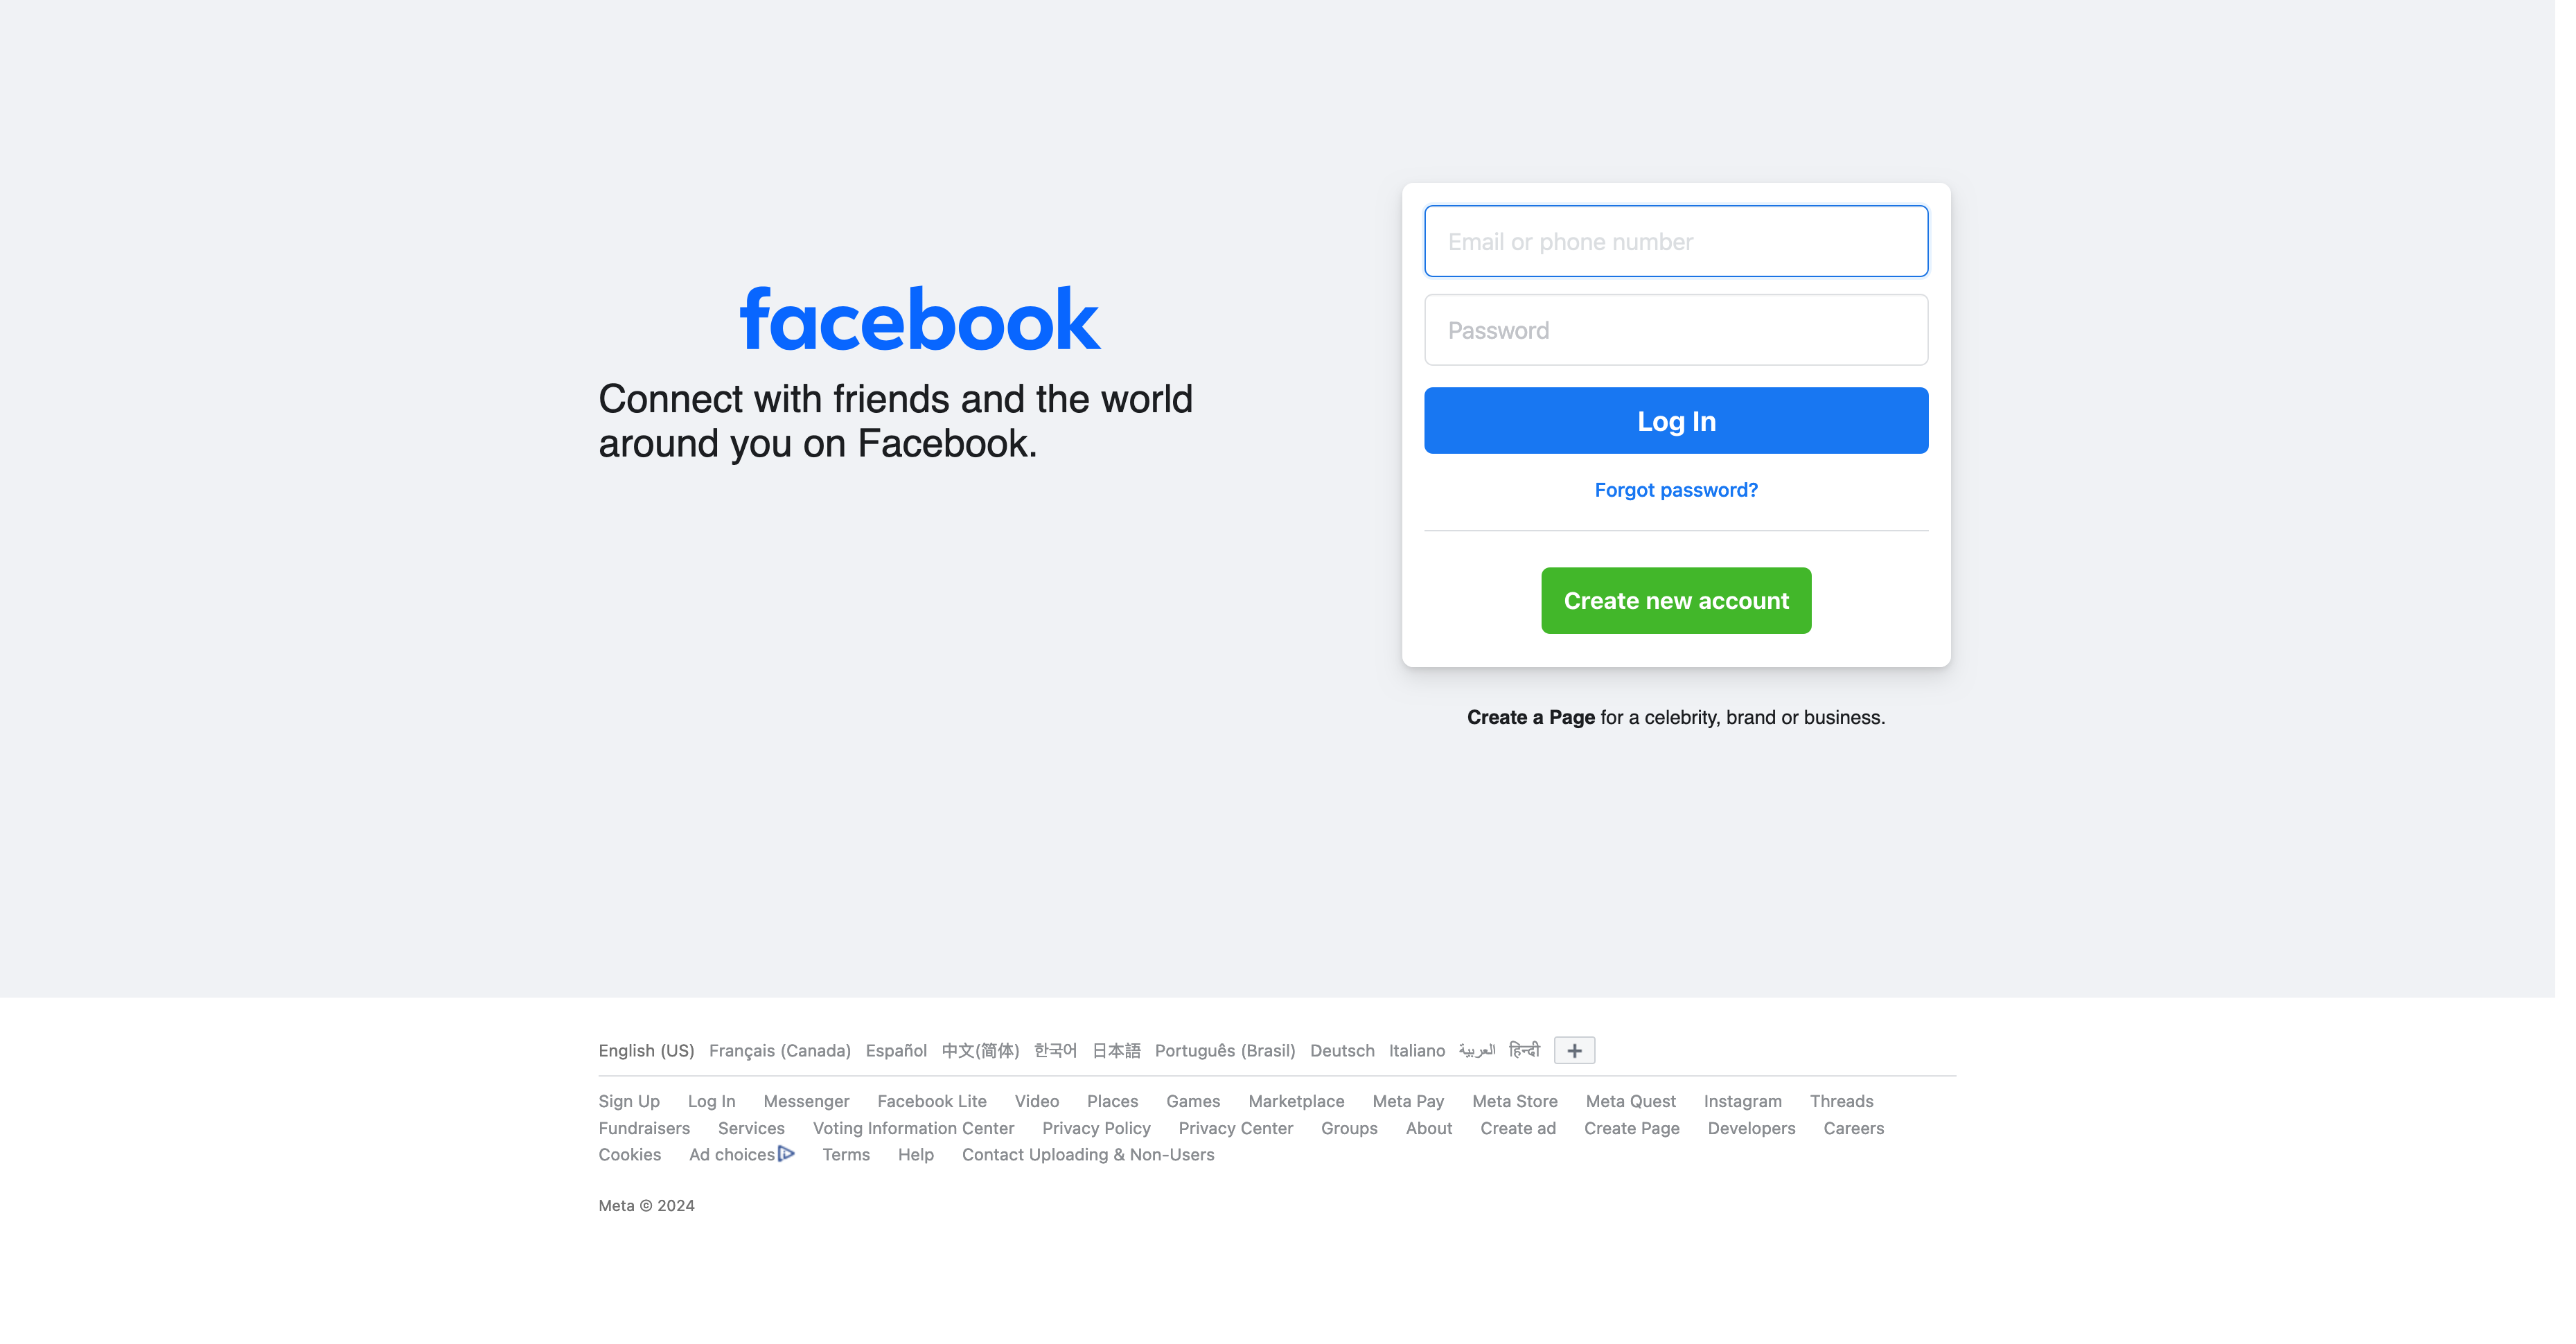 facebook
Connect with friends and the world
around you on Facebook.
Email or phone number
Password
Log In
Forgot password?
Create new account
Create a Page for a celebrity, brand or business.
English (US) Français (Canada) Español 中文(简体) 한국어 日本語 Português (Brasil) Deutsch Italiano العربية हिन्दी +
Sign Up Log In Messenger Facebook Lite Video Places Games Marketplace Meta Pay Meta Store Meta Quest Instagram Threads
Fundraisers Services Voting Information Center Privacy Policy Privacy Center Groups About Create ad Create Page Developers Careers
Cookies Ad choices Terms Help Contact Uploading & Non-Users
Meta © 2024